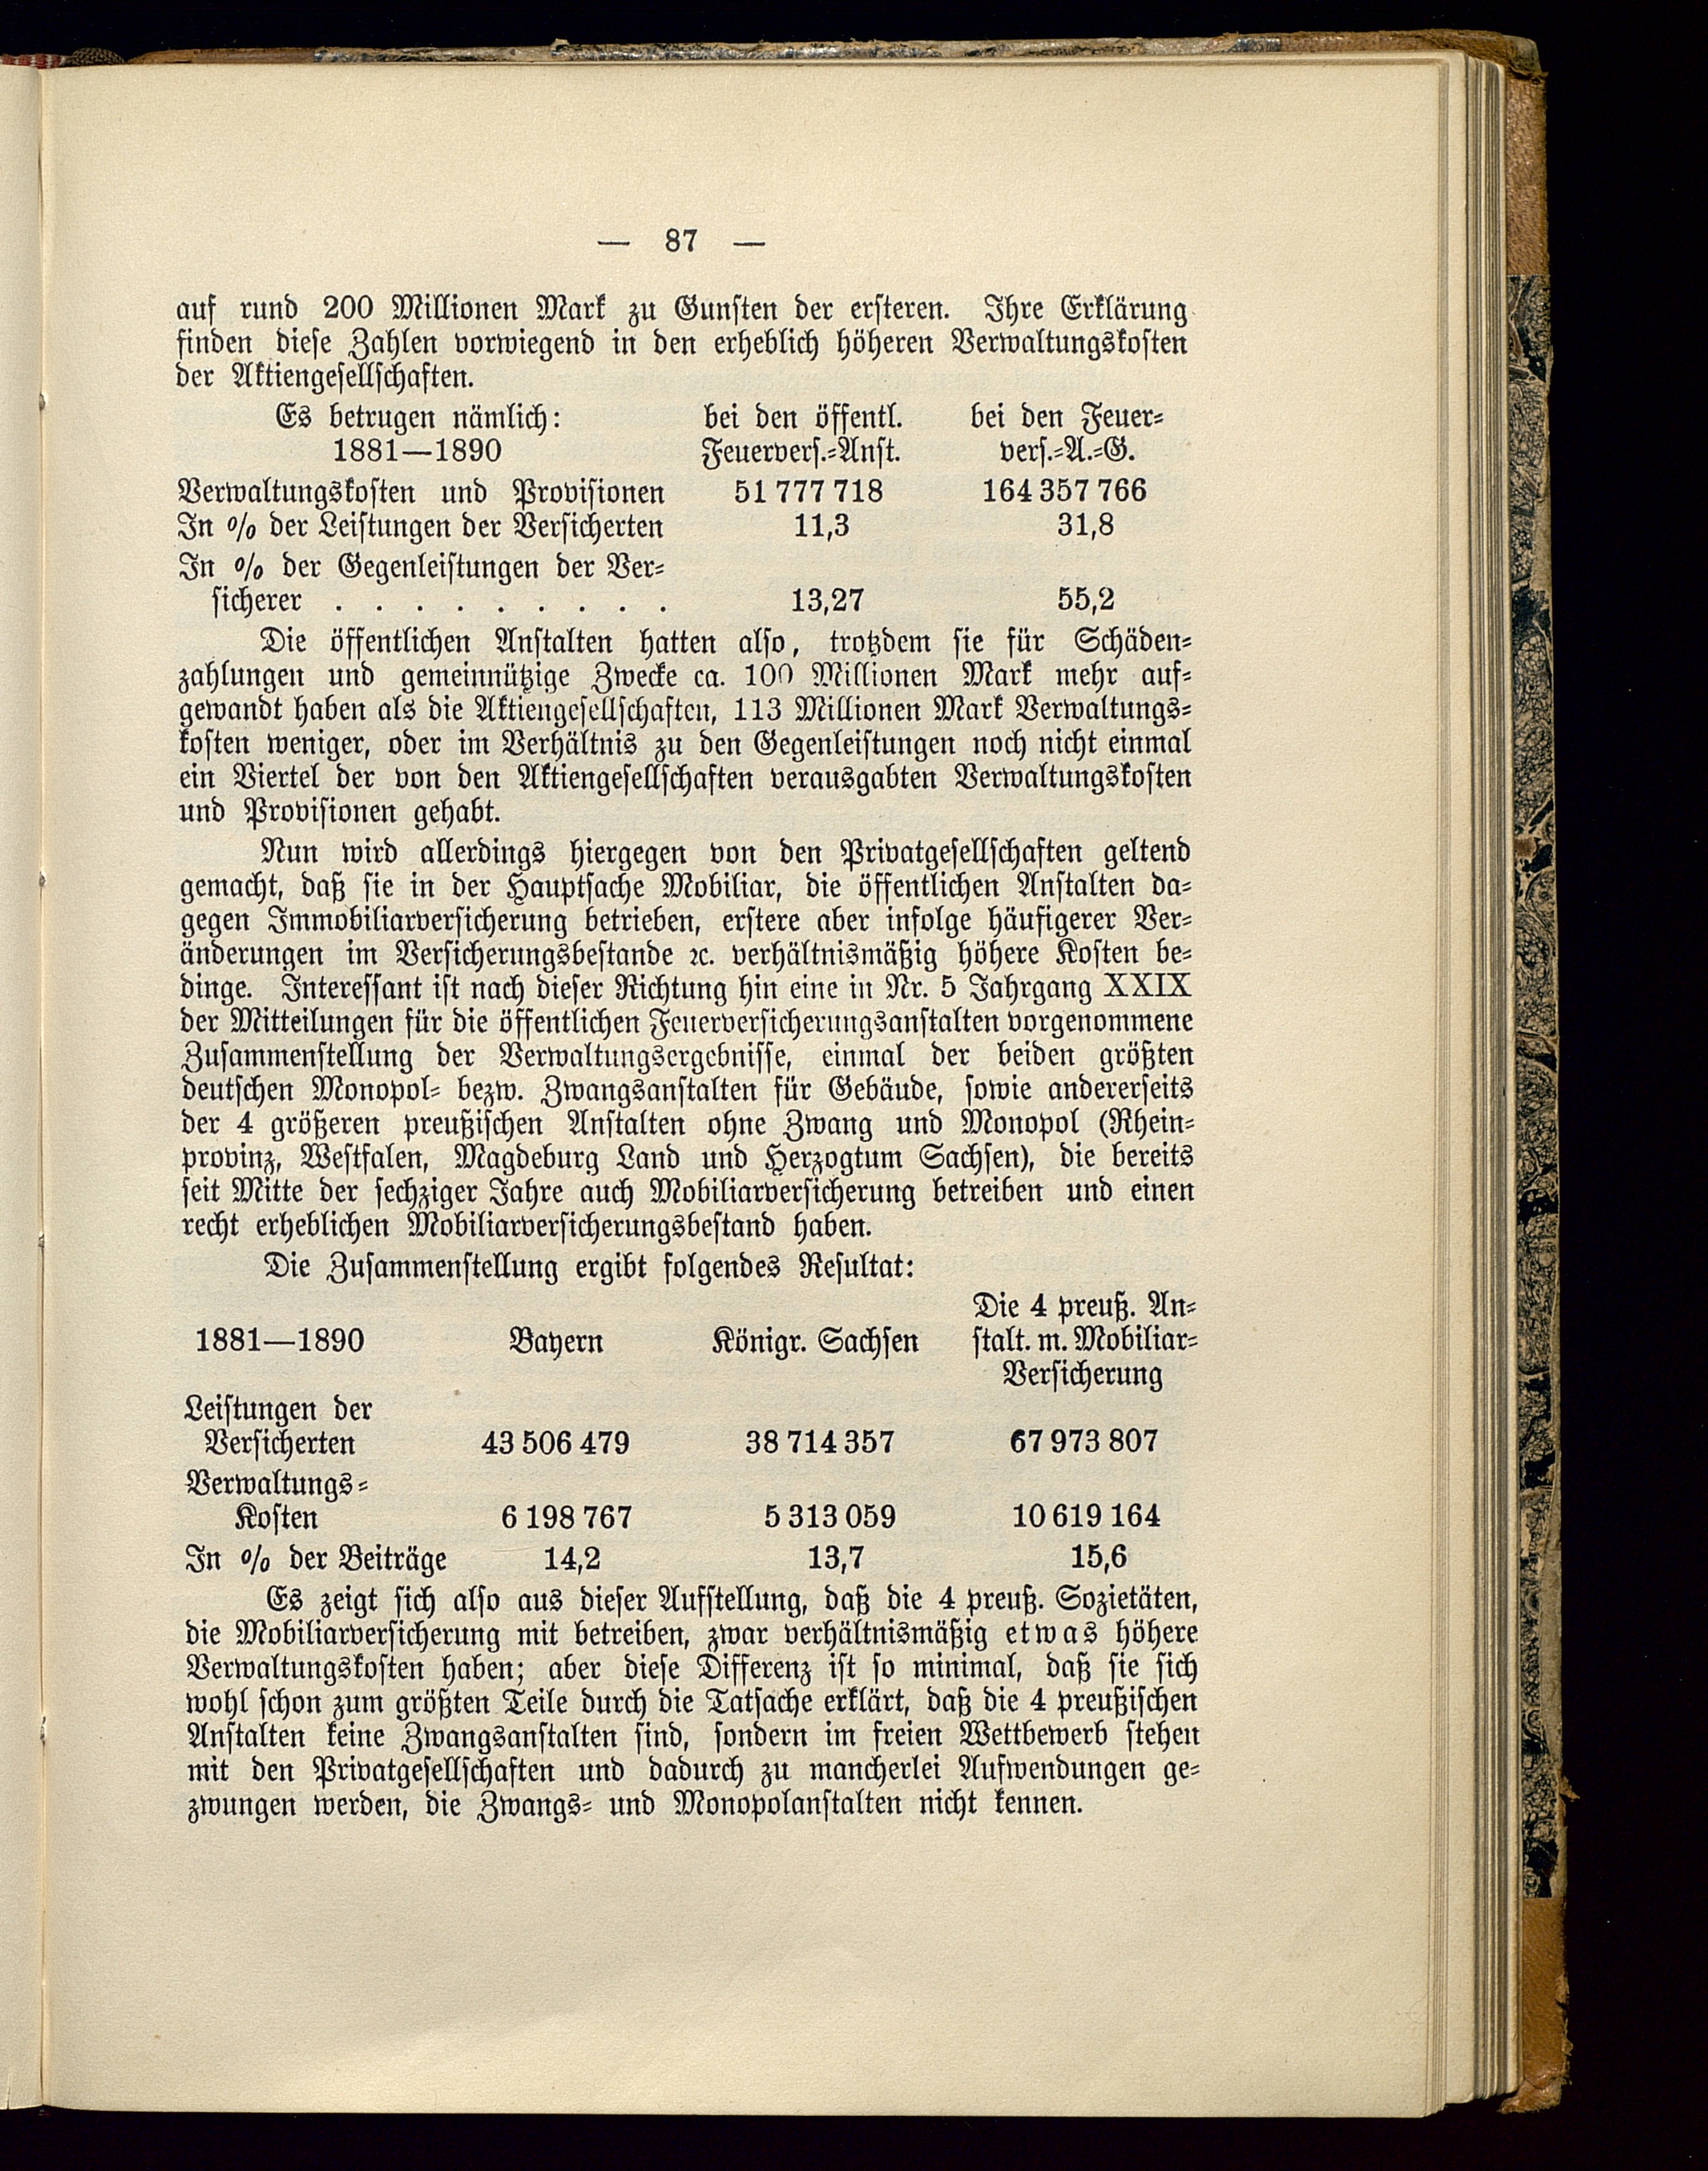 — 87 —
auf rund 200 Millionen Mark zu Gunsten der ersteren. Ihre Erklärung
finden diese Zahlen vorwiegend in den erheblich höheren Verwaltungskosten
der Aktiengesellschaften.
Es betrugen nämlich: bei den öffentl. bei den Feuer-
1881—1890 Feuervers.-Anst. vers.-A.-G.
Verwaltungskosten und Provisionen 51 777 718 164 357 766
In % der Leistungen der Versicherten 11,3 31,8
In % der Gegenleistungen der Ver-
sicherer . . . . . . . . . 13,27 55,2
Die öffentlichen Anstalten hatten also, trotzdem sie für Schäden-
zahlungen und gemeinnützige Zwecke ca. 100 Millionen Mark mehr auf-
gewandt haben als die Aktiengesellschaften, 113 Millionen Mark Verwaltungs-
kosten weniger, oder im Verhältnis zu den Gegenleistungen noch nicht einmal
ein Viertel der von den Aktiengesellschaften verausgabten Verwaltungskosten
und Provisionen gehabt.
Nun wird allerdings hiergegen von den Privatgesellschaften geltend
gemacht, daß sie in der Hauptsache Mobiliar, die öffentlichen Anstalten da-
gegen Immobiliarversicherung betrieben, erstere aber infolge häufigerer Ver-
änderungen im Versicherungsbestande ꝛc. verhältnismäßig höhere Kosten be-
dinge. Interessant ist nach dieser Richtung hin eine in Nr. 5 Jahrgang XXIX
der Mitteilungen für die öffentlichen Feuerversicherungsanstalten vorgenommene
Zusammenstellung der Verwaltungsergebnisse, einmal der beiden größten
deutschen Monopol- bezw. Zwangsanstalten für Gebäude, sowie andererseits
der 4 größeren preußischen Anstalten ohne Zwang und Monopol (Rhein-
provinz, Westfalen, Magdeburg Land und Herzogtum Sachsen), die bereits
seit Mitte der sechziger Jahre auch Mobiliarversicherung betreiben und einen
recht erheblichen Mobiliarversicherungsbestand haben.
Die Zusammenstellung ergibt folgendes Resultat:
Die 4 preuß. An-
1881—1890 Bayern Königr. Sachsen stalt. m. Mobiliar-
Versicherung
Leistungen der
Versicherten 43 506 479 38 714 357 67 973 807
Verwaltungs-
Kosten 6 198 767 5 313 059 10 619 164
In % der Beiträge 14,2 13,7 15,6
Es zeigt sich also aus dieser Aufstellung, daß die 4 preuß. Sozietäten,
die Mobiliarversicherung mit betreiben, zwar verhältnismäßig etwas höhere
Verwaltungskosten haben; aber diese Differenz ist so minimal, daß sie sich
wohl schon zum größten Teile durch die Tatsache erklärt, daß die 4 preußischen
Anstalten keine Zwangsanstalten sind, sondern im freien Wettbewerb stehen
mit den Privatgesellschaften und dadurch zu mancherlei Aufwendungen ge-
zwungen werden, die Zwangs- und Monopolanstalten nicht kennen.